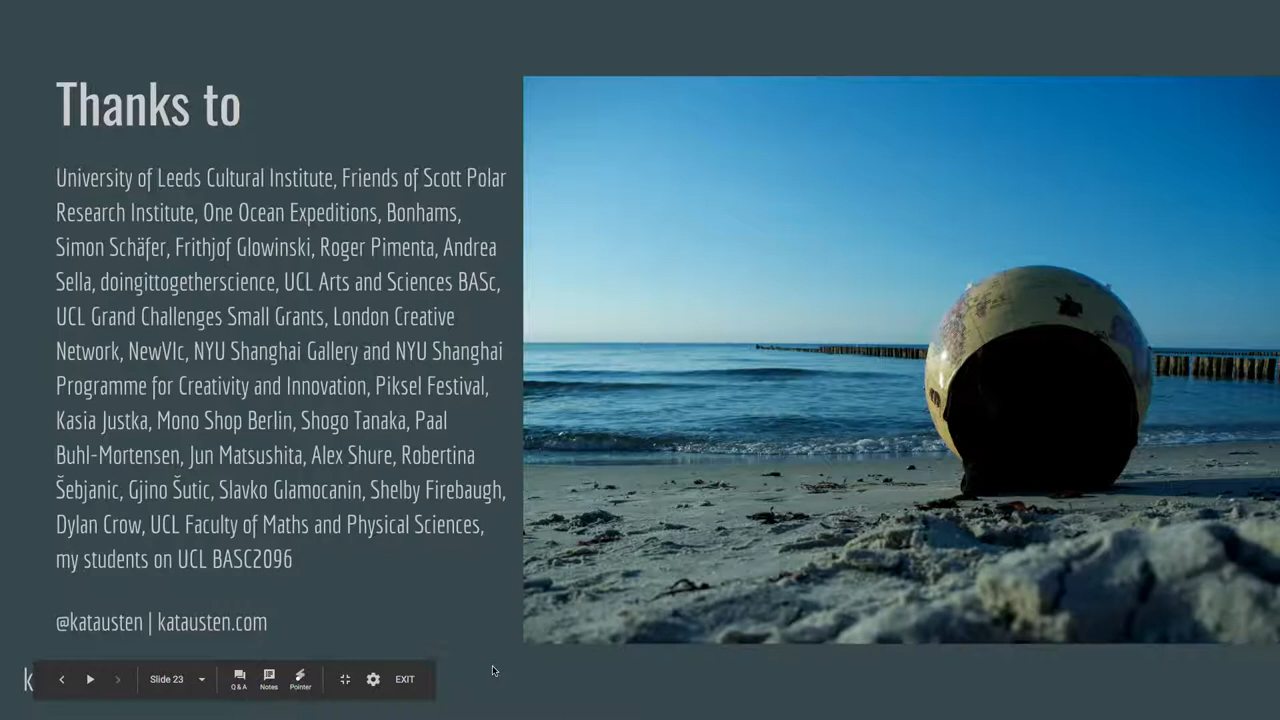 Thanks to
University of Leeds Cultural Institute, Friends of Scott Polar
Research Institute, One Ocean Expeditions, Bonhams,
Simon Schäfer, Frithjof Glowinski, Roger Pimenta, Andrea
Sella, doingittogetherscience, UCL Arts and Sciences BASc,
UCL Grand Challenges Small Grants, London Creative
Network, NewVIc, NYU Shanghai Gallery and NYU Shanghai
Programme for Creativity and Innovation, Piksel Festival,
Kasia Justka, Mono Shop Berlin, Shogo Tanaka, Paal
Buhl-Mortensen, Jun Matsushita, Alex Shure, Robertina
Šebjanic, Gjino Šutic, Slavko Glamocanin, Shelby Firebaugh,
Dylan Crow, UCL Faculty of Maths and Physical Sciences,
my students on UCL BASC2096
@katausten | katausten.com
k
Slide 23
Q & A
Notes
Pointer
EXIT